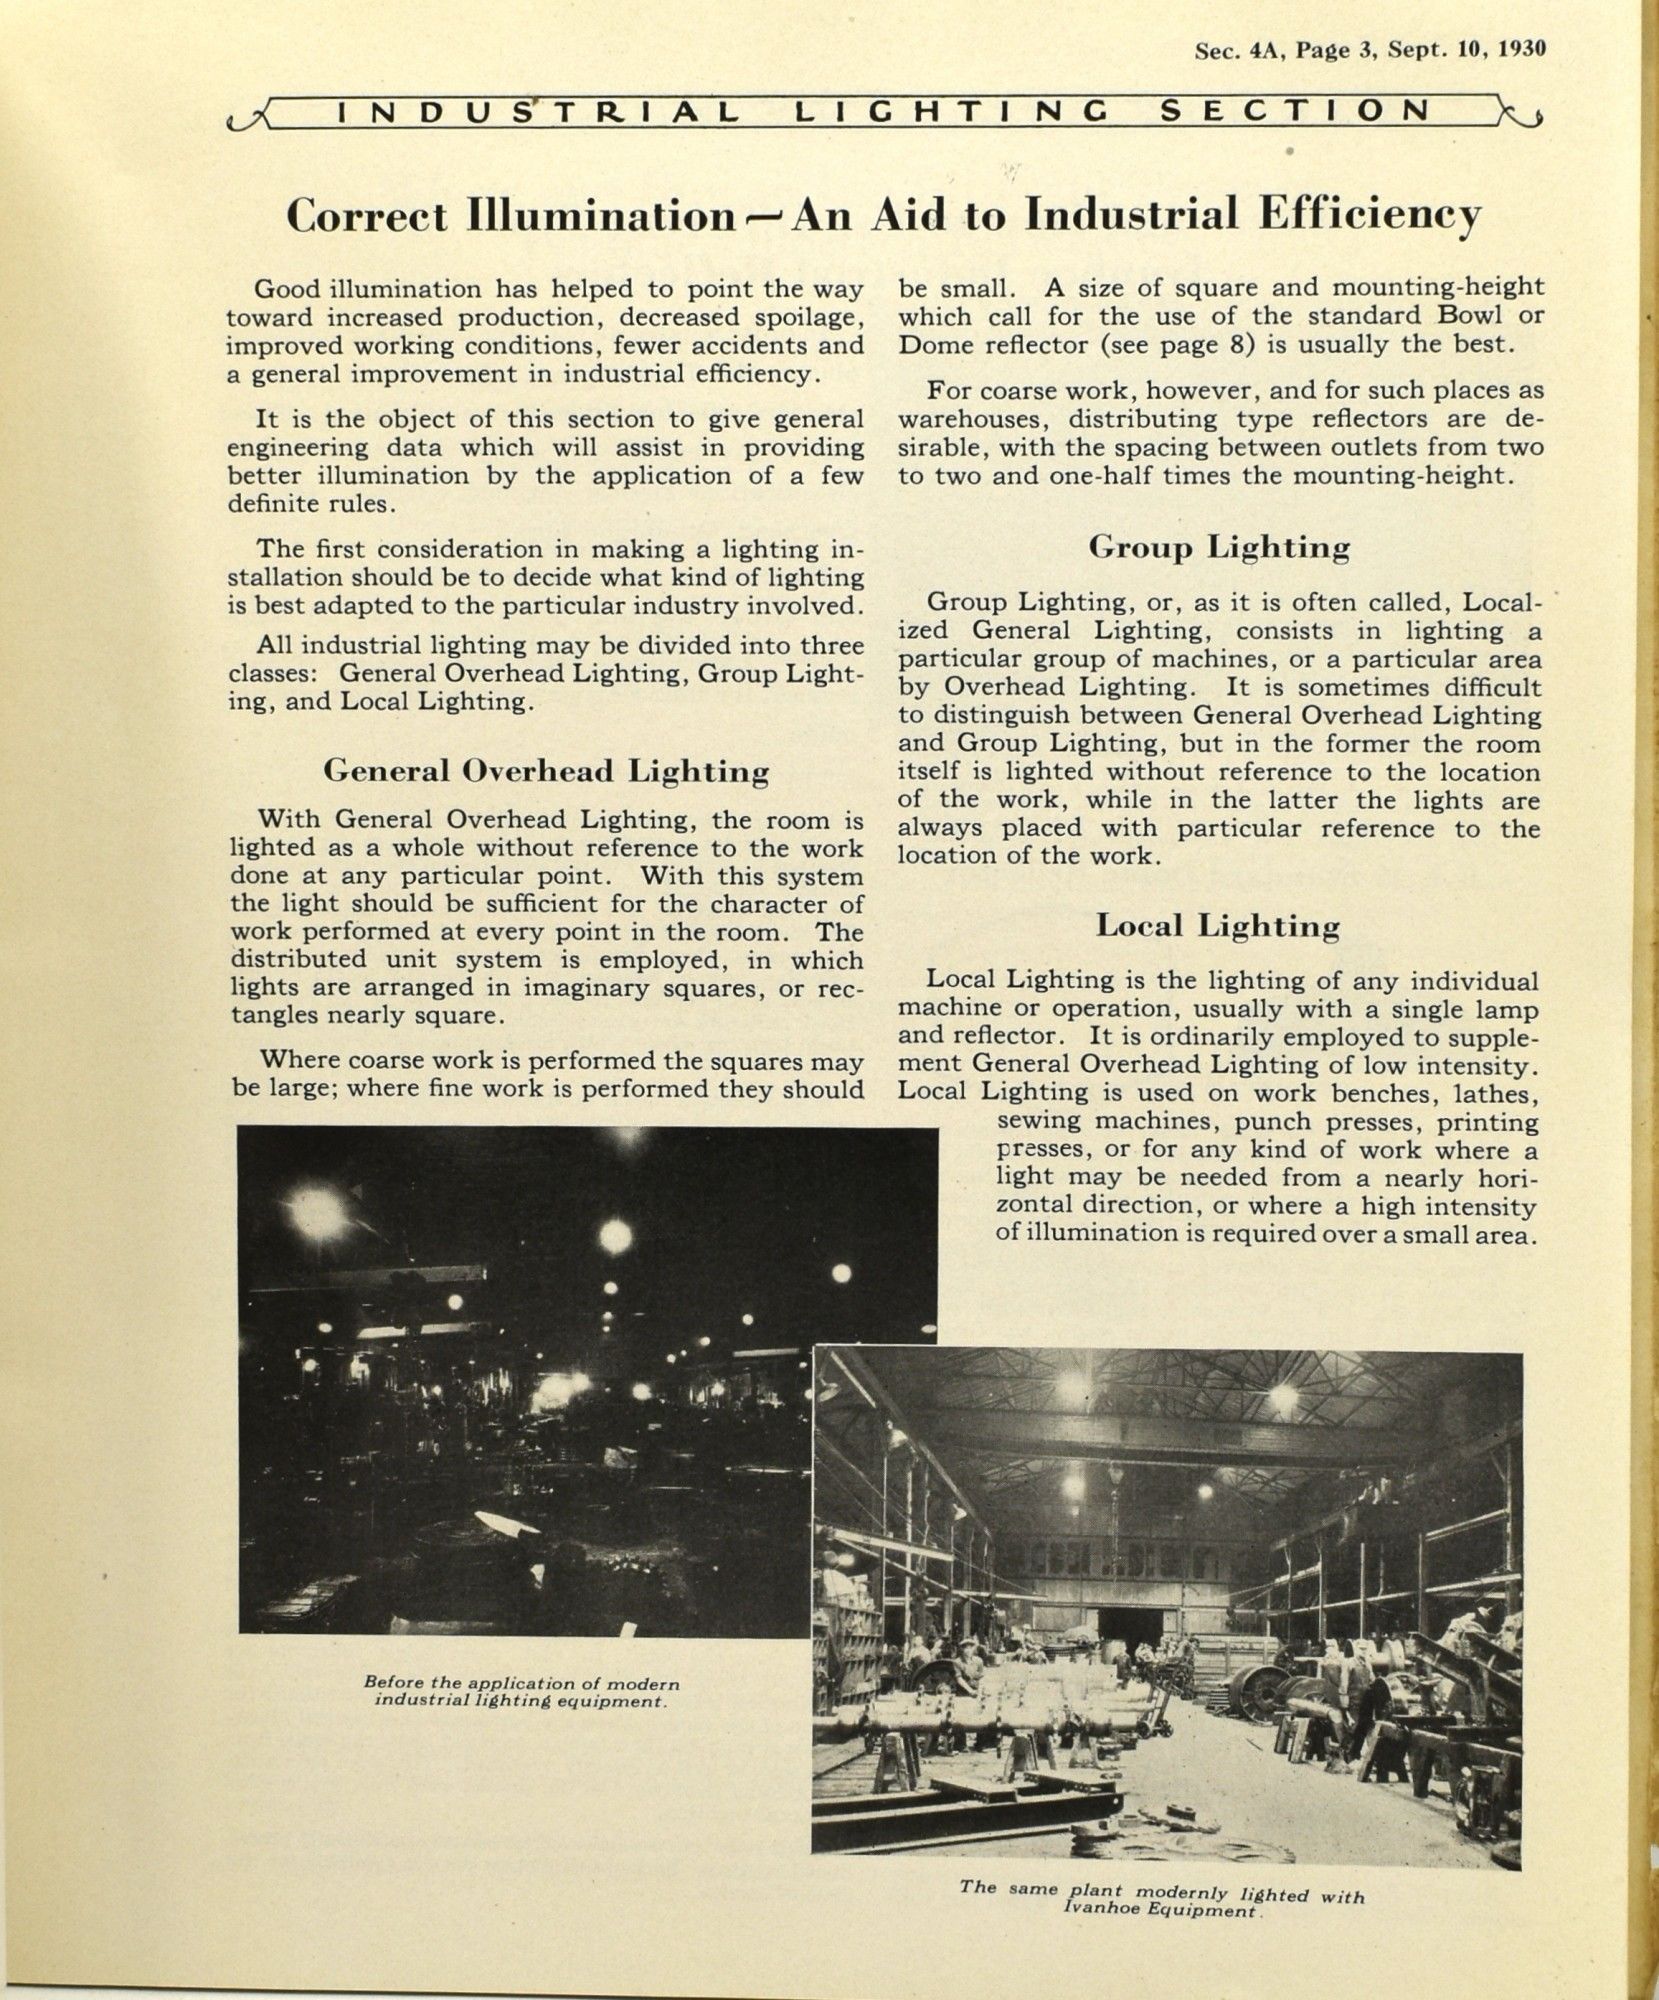 Sec. 4A, Page 3, Sept. 10, 1930
INDUSTRIAL LIGHTING SECTION
Correct Illumination—An Aid to Industrial Efficiency
Good illumination has helped to point the way
toward increased production, decreased spoilage,
improved working conditions, fewer accidents and
a general improvement in industrial efficiency.
It is the object of this section to give general
engineering data which will assist in providing
better illumination by the application of a few
definite rules.
The first consideration in making a lighting in-
stallation should be to decide what kind of lighting
is best adapted to the particular industry involved.
All industrial lighting may be divided into three
classes: General Overhead Lighting, Group Light-
ing, and Local Lighting.
General Overhead Lighting
With General Overhead Lighting, the room is
lighted as a whole without reference to the work
done at any particular point. With this system
the light should be sufficient for the character of
work performed at every point in the room. The
distributed unit system is employed, in which
lights are arranged in imaginary squares, or rec-
tangles nearly square.
Where coarse work is performed the squares may
be large; where fine work is performed they should
be small. A size of square and mounting-height
which call for the use of the standard Bowl or
Dome reflector (see page 8) is usually the best.
For coarse work, however, and for such places as
warehouses, distributing type reflectors are de-
sirable, with the spacing between outlets from two
to two and one-half times the mounting-height.
Group Lighting
Group Lighting, or, as it is often called, Local-
ized General Lighting, consists in lighting a
particular group of machines, or a particular area
by Overhead Lighting. It is sometimes difficult
to distinguish between General Overhead Lighting
and Group Lighting, but in the former the room
itself is lighted without reference to the location
of the work, while in the latter the lights are
always placed with particular reference to the
location of the work.
Local Lighting
Local Lighting is the lighting of any individual
machine or operation, usually with a single lamp
and reflector. It is ordinarily employed to supple-
ment General Overhead Lighting of low intensity.
Local Lighting is used on work benches, lathes,
sewing machines, punch presses, printing
presses, or for any kind of work where a
light may be needed from a nearly hori-
zontal direction, or where a high intensity
of illumination is required over a small area.
Before the application of modern
industrial lighting equipment.
The same plant modernly lighted with
Ivanhoe Equipment.